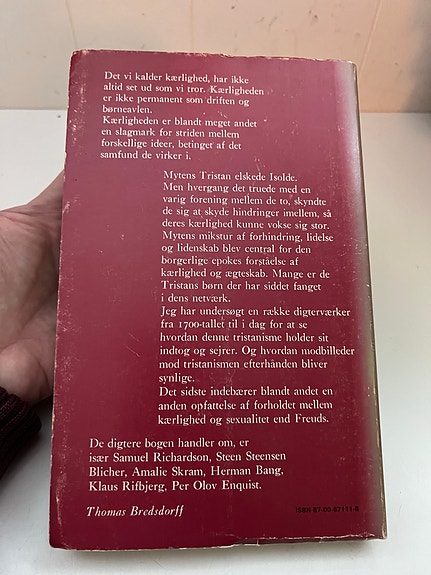 Det vi kalder kærlighed, har ikke
altid set ud som vi tror. Kærligheden
er ikke permanent som driften og
børneavlen.
Kærligheden er blandt meget andet
en slagmark for striden mellem
forskellige ideer, betinget af det
samfund de virker i.
Mytens Tristan elskede Isolde.
Men hvergang det truede med en
varig forening mellem de to, skyndte
de sig at skyde hindringer imellem, så
deres kærlighed kunne vokse sig stor.
Mytens mikstur af forhindring, lidelse
og lidenskab blev central for den
borgerlige epokes forståelse af
kærlighed og ægteskab. Mange er de
Tristans børn der har siddet fanget
i dens netværk.
Jeg har undersøgt en række digterværker
fra 1700-tallet til i dag for at se
hvordan denne tristanisme holder sit
indtog og sejrer. Og hvordan modbilleder
mod tristanismen efterhånden bliver
synlige.
Det sidste indebærer blandt andet en
anden opfattelse af forholdet mellem
kærlighed og sexualitet end Freuds.
De digtere bogen handler om, er
især Samuel Richardson, Steen Steensen
Blicher, Amalie Skram, Herman Bang,
Klaus Rifbjerg, Per Olov Enquist.
Thomas Bredsdorff
ISBN 87-00-67111-8